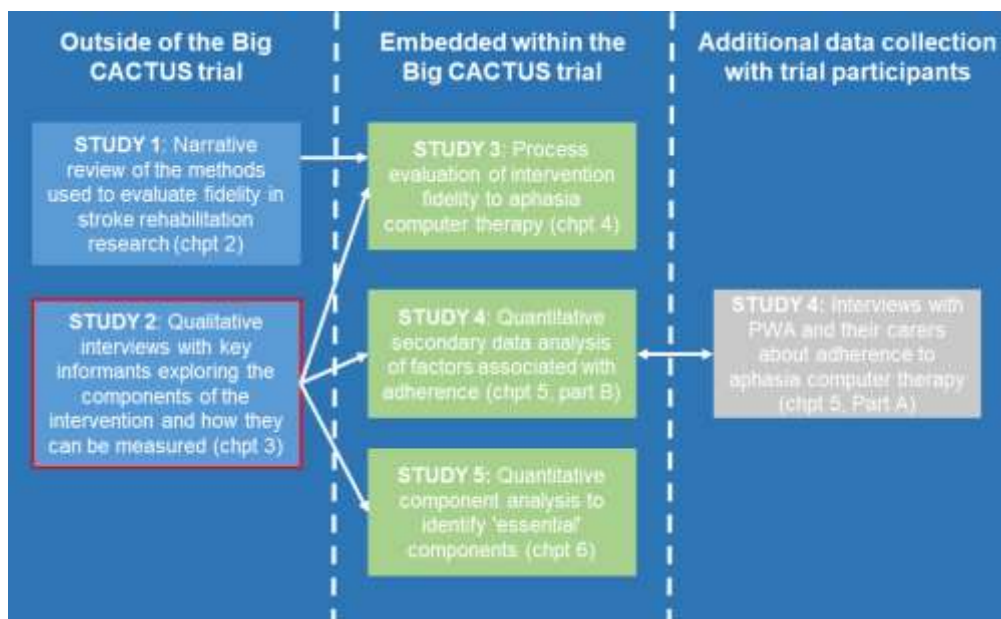 Outside of the Big
CACTUS trial
STUDY 1: Narrative
review of the methods
used to evaluate fidelity in
stroke rehabilitation
research (chpt 2)
STUDY 2: Qualitative
interviews with key
informants exploring the
components of the
intervention and how they
can be measured (chpt 3)
Embedded within the
Big CACTUS trial
STUDY 3: Process
evaluation of intervention
fidelity to aphasia
computer therapy (chpt 4)
STUDY 4: Quantitative
secondary data analysis
of factors associated with
adherence (chpt 5, part B)
STUDY 5: Quantitative
component analysis to
identify 'essential'
components (chpt 6)
Additional data collection
with trial participants
STUDY 4: Interviews with
PWA and their carers
about adherence to
aphasia computer therapy
(chpt 5, Part A)